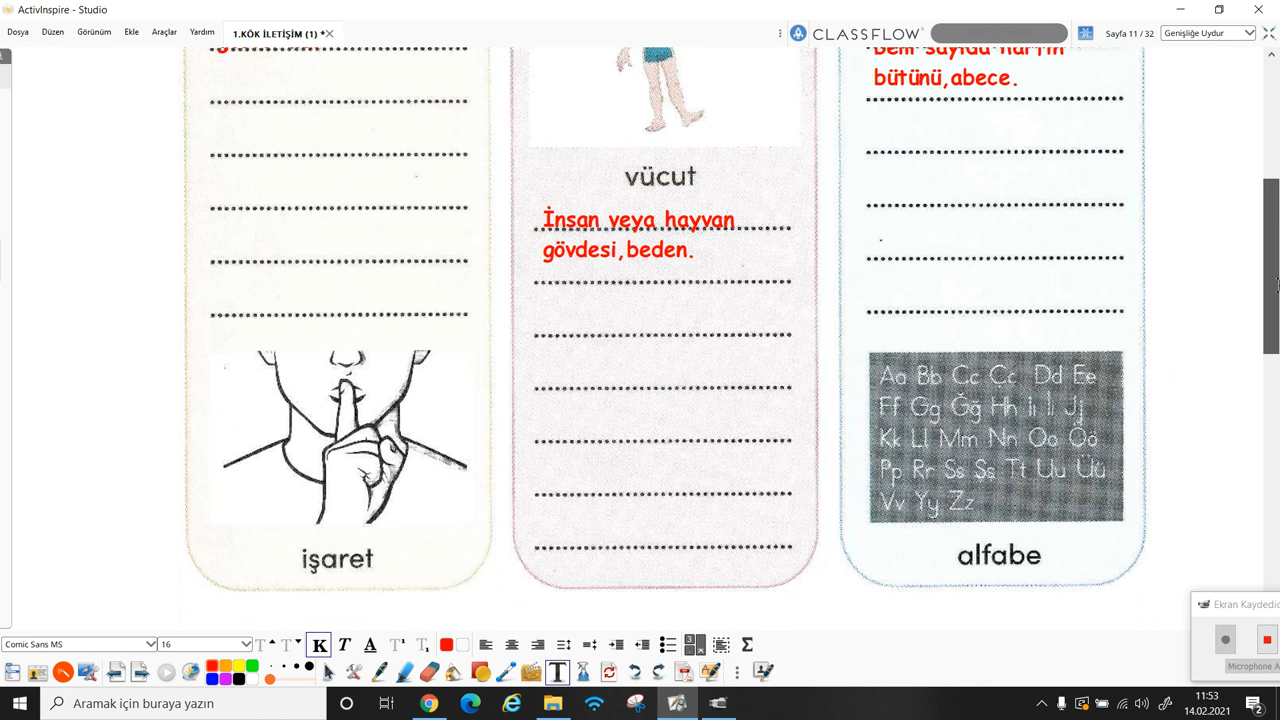 ActivInspire - Studio
Dosya Düzen Görünüm Ekle Araçlar Yardım
1.KÖK İLETİŞİM (1) *
CLASSFLOW
Sayfa 11 / 32
Genişliğe Uydur
işaret
vücut
İnsan veya hayvan
gövdesi,beden.
harfin
bütünü,abece.
Aa Bb Cc Çç Dd Ee
Ff Gg Ğğ Hh Iı İi Jj
Kk Ll Mm Nn Oo Öö
Pp Rr Ss Şş Tt Uu Üü
Vv Yy Zz
alfabe
Ekran Kaydedic
Microphone A
Comic Sans MS
16
Aramak için buraya yazın
11:53
14.02.2021